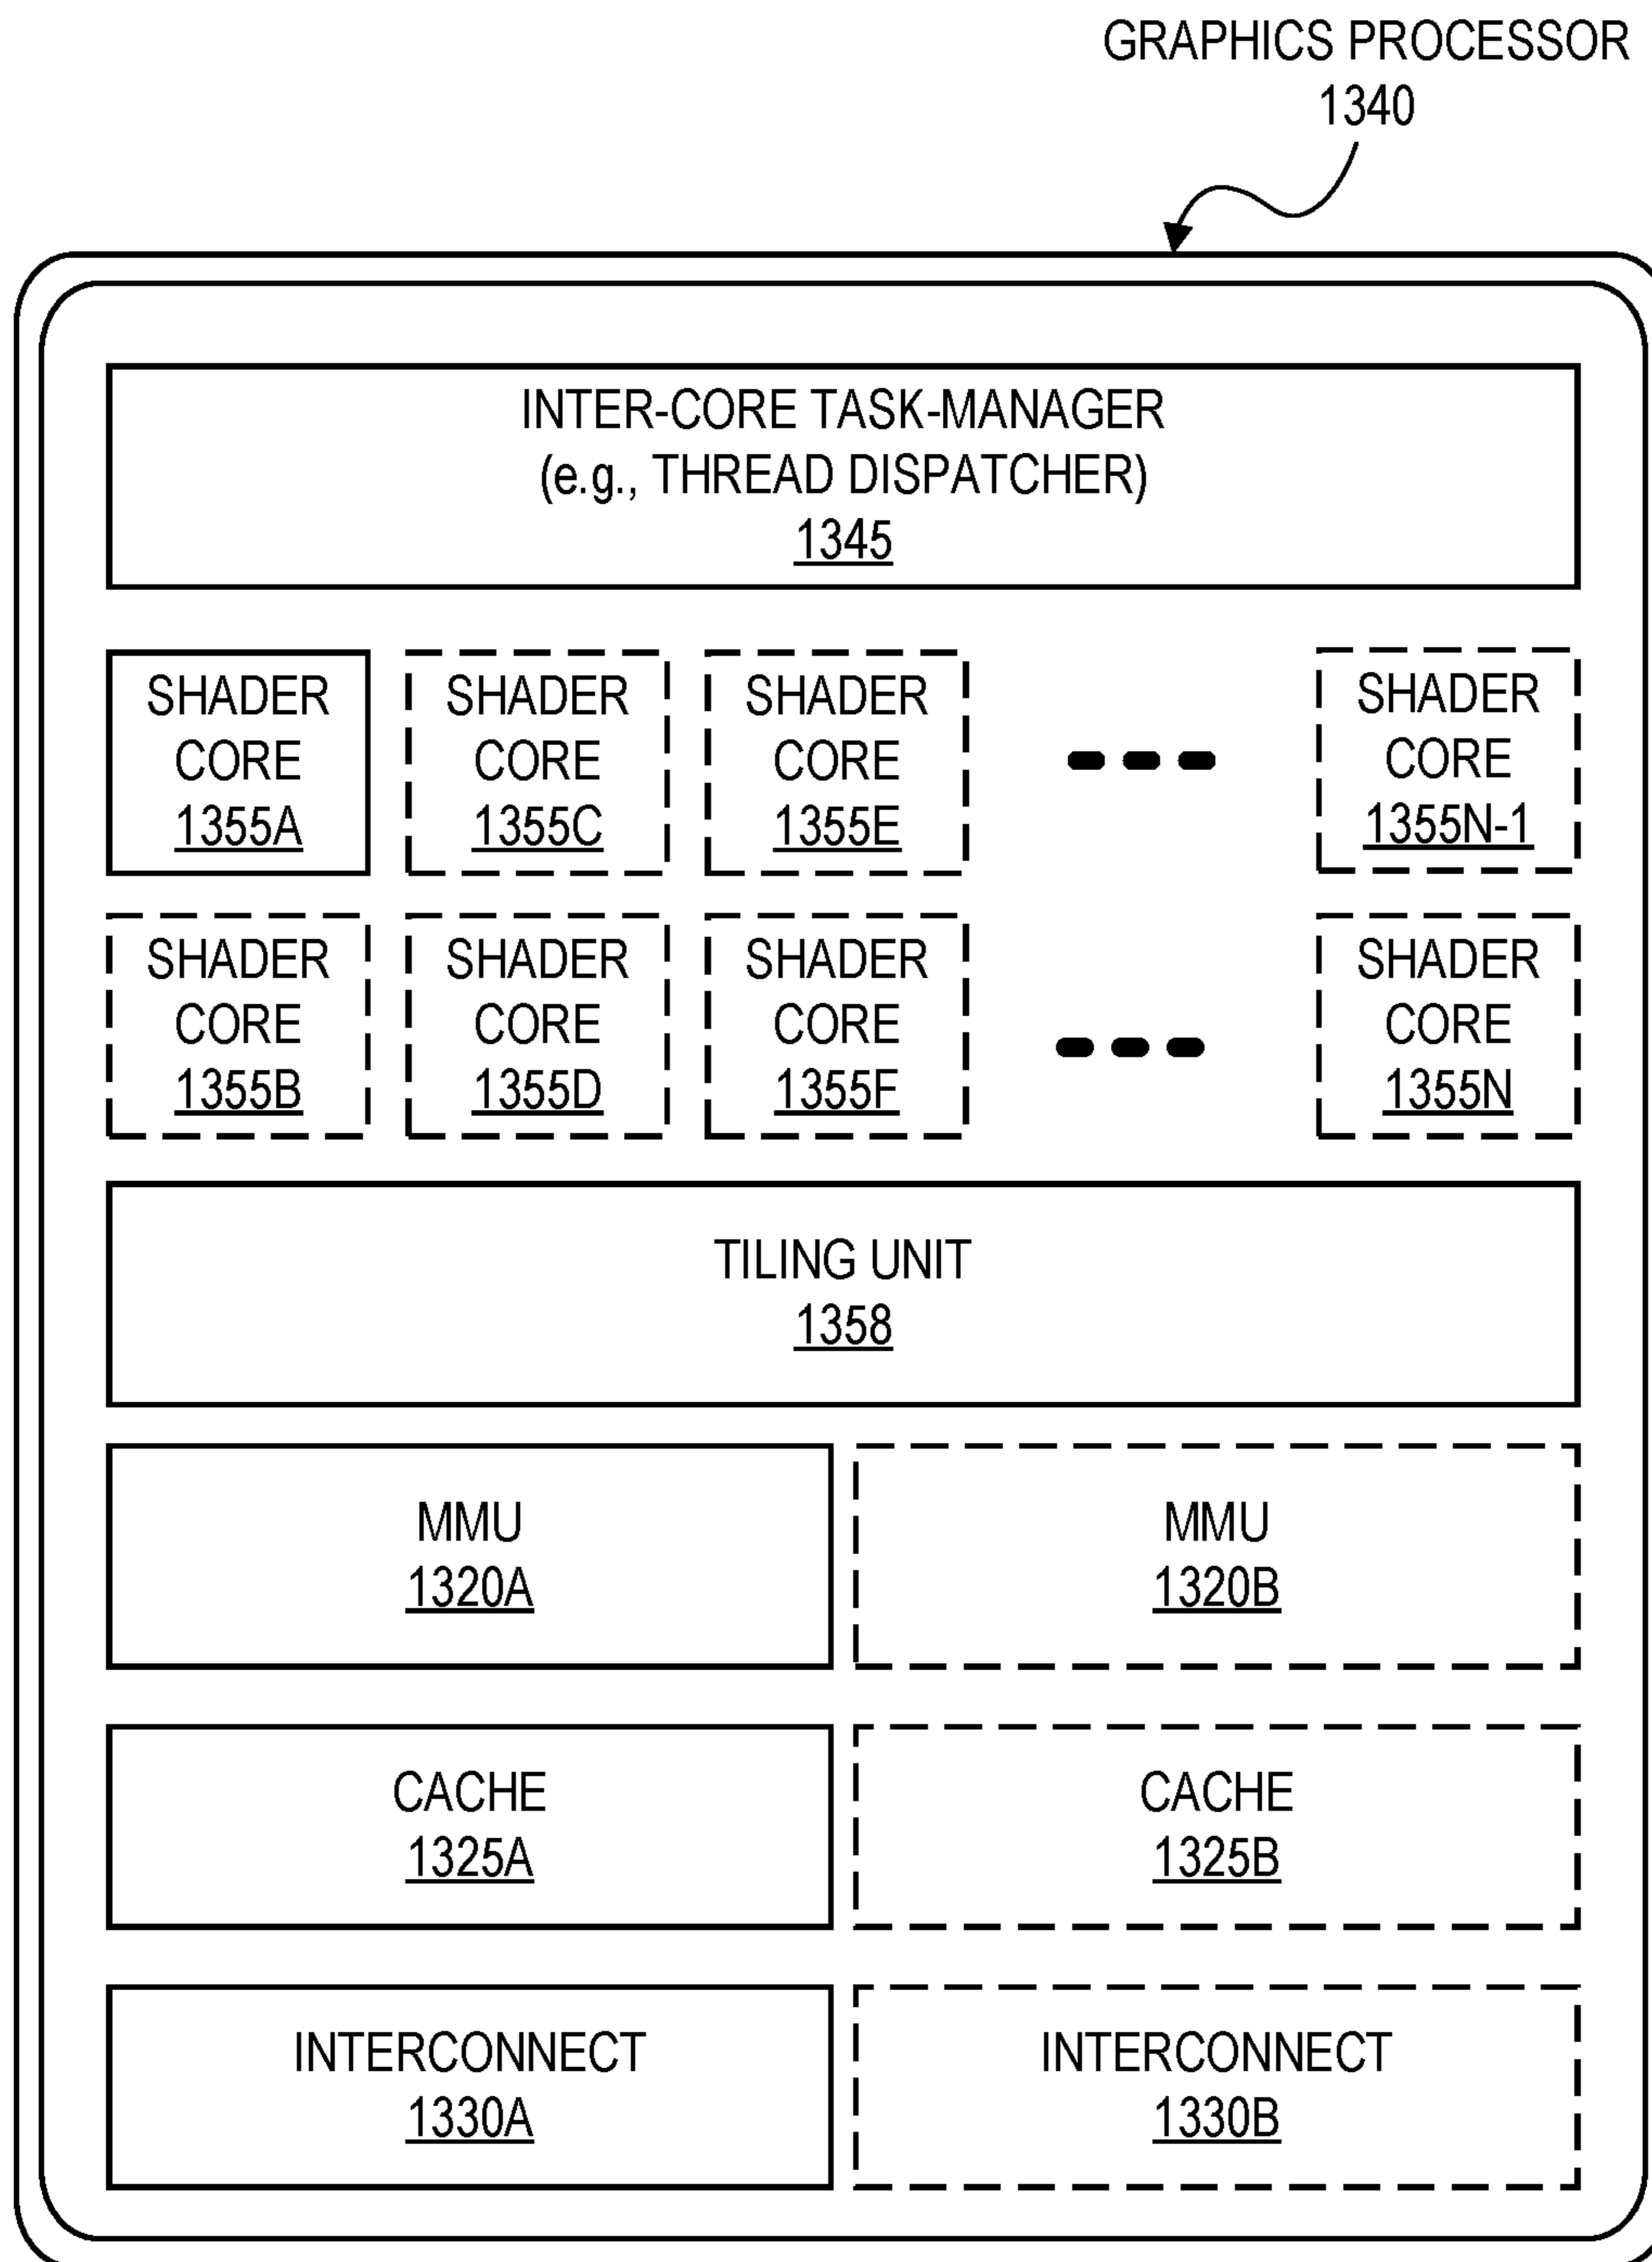 GRAPHICS PROCESSOR
1340
INTER-CORE TASK-MANAGER
(e.g., THREAD DISPATCHER)
1345
SHADER
CORE
1355A
SHADER
CORE
1355C
SHADER
CORE
1355E
SHADER
CORE
1355N-1
SHADER
CORE
1355B
SHADER
CORE
1355D
SHADER
CORE
1355F
SHADER
CORE
1355N
TILING UNIT
1358
MMU
1320A
MMU
1320B
CACHE
1325A
CACHE
1325B
INTERCONNECT
1330A
INTERCONNECT
1330B